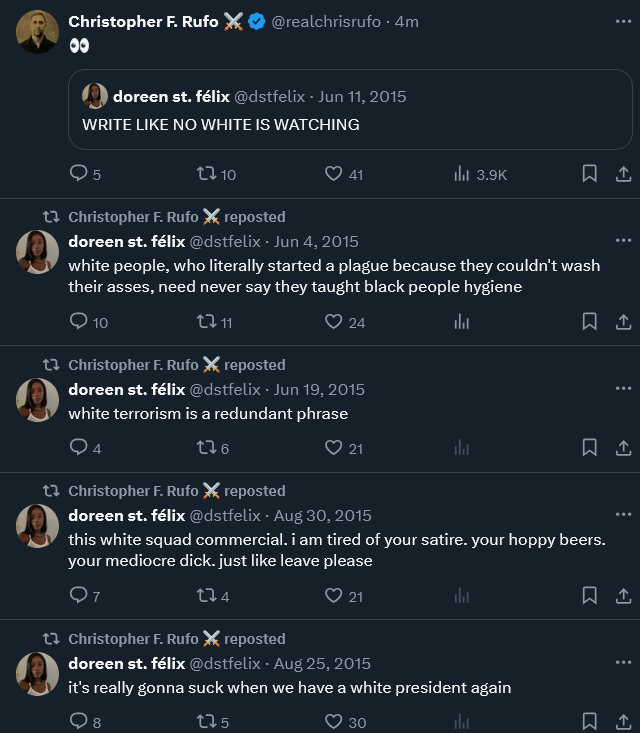 Christopher F. Rufo ⚔️ @realchrisrufo · 4m
👀
doreen st. félix @dstfelix · Jun 11, 2015
WRITE LIKE NO WHITE IS WATCHING
5 10 41 3.9K
Christopher F. Rufo ⚔️ reposted
doreen st. félix @dstfelix · Jun 4, 2015
white people, who literally started a plague because they couldn't wash
their asses, need never say they taught black people hygiene
10 11 24
Christopher F. Rufo ⚔️ reposted
doreen st. félix @dstfelix · Jun 19, 2015
white terrorism is a redundant phrase
4 6 21
Christopher F. Rufo ⚔️ reposted
doreen st. félix @dstfelix · Aug 30, 2015
this white squad commercial. i am tired of your satire. your hoppy beers.
your mediocre dick. just like leave please
7 4 21
Christopher F. Rufo ⚔️ reposted
doreen st. félix @dstfelix · Aug 25, 2015
it's really gonna suck when we have a white president again
8 5 30